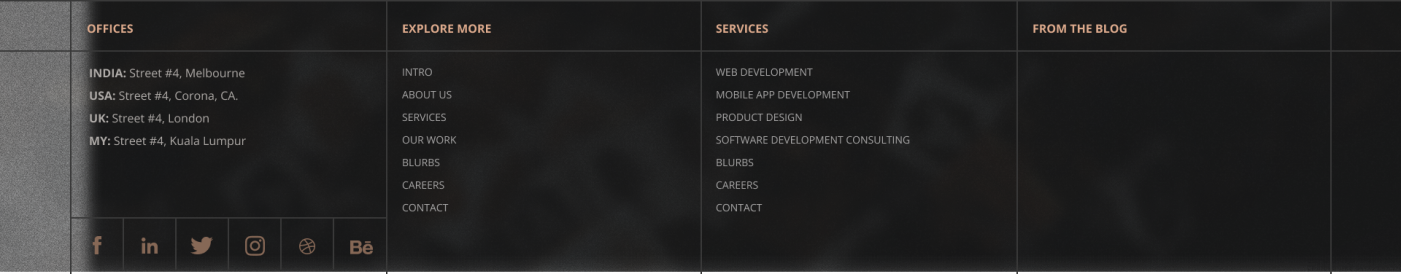 OFFICES
INDIA: Street #4, Melbourne
USA: Street #4, Corona, CA.
UK: Street #4, London
MY: Street #4, Kuala Lumpur
f
in
Bē
EXPLORE MORE
INTRO
ABOUT US
SERVICES
OUR WORK
BLURBS
CAREERS
CONTACT
SERVICES
WEB DEVELOPMENT
MOBILE APP DEVELOPMENT
PRODUCT DESIGN
SOFTWARE DEVELOPMENT CONSULTING
BLURBS
CAREERS
CONTACT
FROM THE BLOG